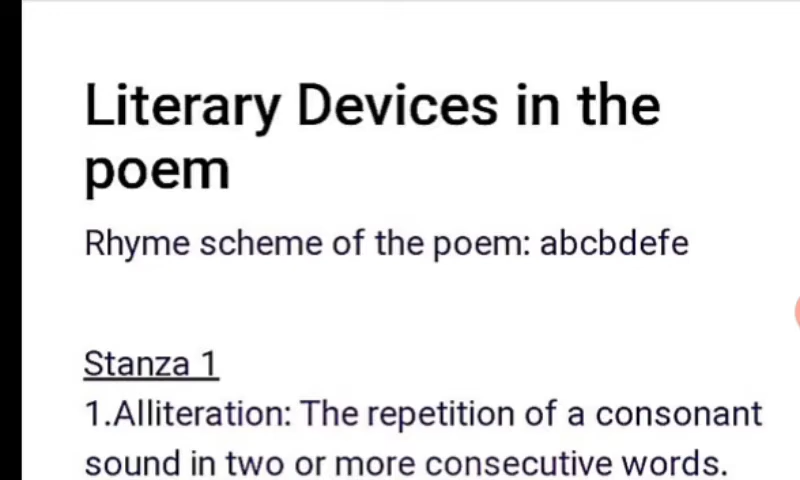 Literary Devices in the
poem
Rhyme scheme of the poem: abcbdefe
Stanza 1
1.Alliteration: The repetition of a consonant
sound in two or more consecutive words.